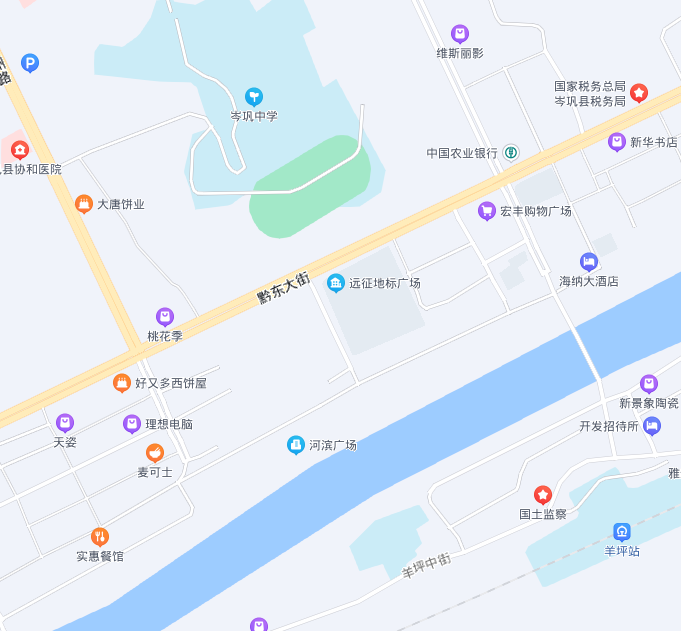 维斯丽影
P
州
路
国家税务总局
岑巩县税务局
岑巩中学
新华书店
中国农业银行
县协和医院
大唐饼业
宏丰购物广场
海纳大酒店
黔东大街
远征地标广场
桃花季
好又多西饼屋
新景象陶瓷
天姿
理想电脑
开发招待所
河滨广场
麦可士
雅
国土监察
羊坪站
实惠餐馆
羊坪中街